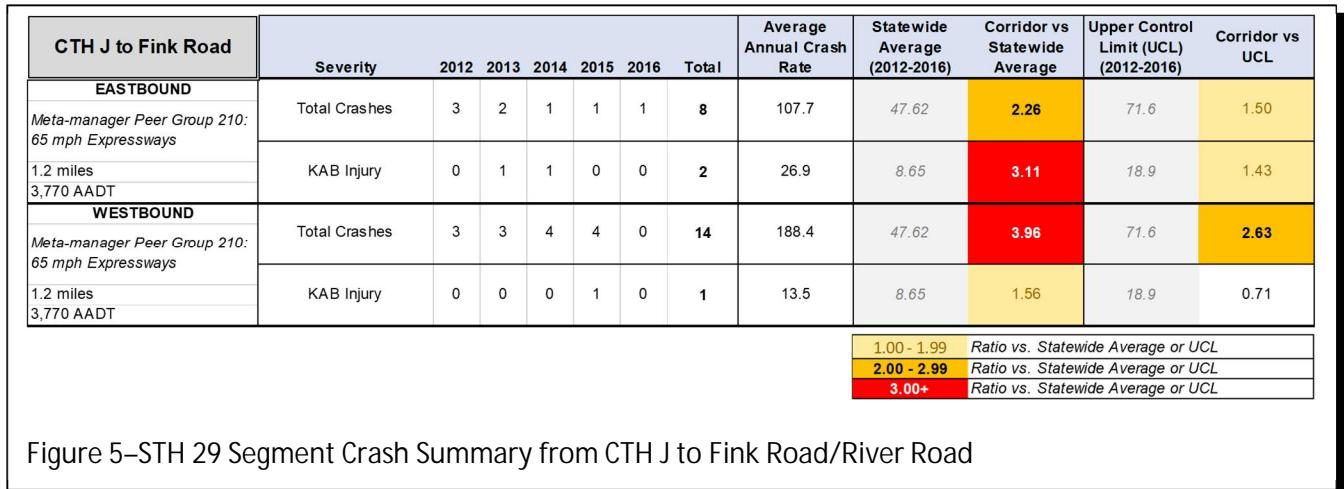 CTH J to Fink Road Severity 2012 2013 2014 2015 2016 Total Average Annual Crash Rate Statewide Average (2012-2016) Corridor vs Statewide Average Upper Control Limit (UCL) (2012-2016) Corridor vs UCL
EASTBOUND
Meta-manager Peer Group 210:
65 mph Expressways
Total Crashes 3 2 1 1 1 8 107.7 47.62 2.26 71.6 1.50
1.2 miles
3,770 AADT
KAB Injury 0 1 1 0 0 2 26.9 8.65 3.11 18.9 1.43
WESTBOUND
Meta-manager Peer Group 210:
65 mph Expressways
Total Crashes 3 3 4 4 0 14 188.4 47.62 3.96 71.6 2.63
1.2 miles
3,770 AADT
KAB Injury 0 0 0 1 0 1 13.5 8.65 1.56 18.9 0.71
1.00 - 1.99 Ratio vs. Statewide Average or UCL
2.00 - 2.99 Ratio vs. Statewide Average or UCL
3.00+ Ratio vs. Statewide Average or UCL
Figure 5–STH 29 Segment Crash Summary from CTH J to Fink Road/River Road